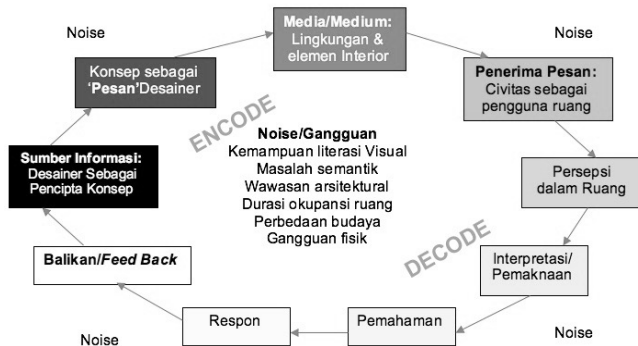 Noise
Media/Medium:
Lingkungan &
elemen Interior
Noise
Konsep sebagai
'Pesan'Desainer
Penerima Pesan:
Civitas sebagai
pengguna ruang
ENCODE
Noise/Gangguan
Kemampuan literasi Visual
Masalah semantik
Wawasan arsitektural
Durasi okupansi ruang
Perbedaan budaya
Gangguan fisik
Sumber Informasi:
Desainer Sebagai
Pencipta Konsep
Persepsi
dalam Ruang
DECODE
Balikan/Feed Back
Interpretasi/
Pemaknaan
Respon
Pemahaman
Noise
Noise